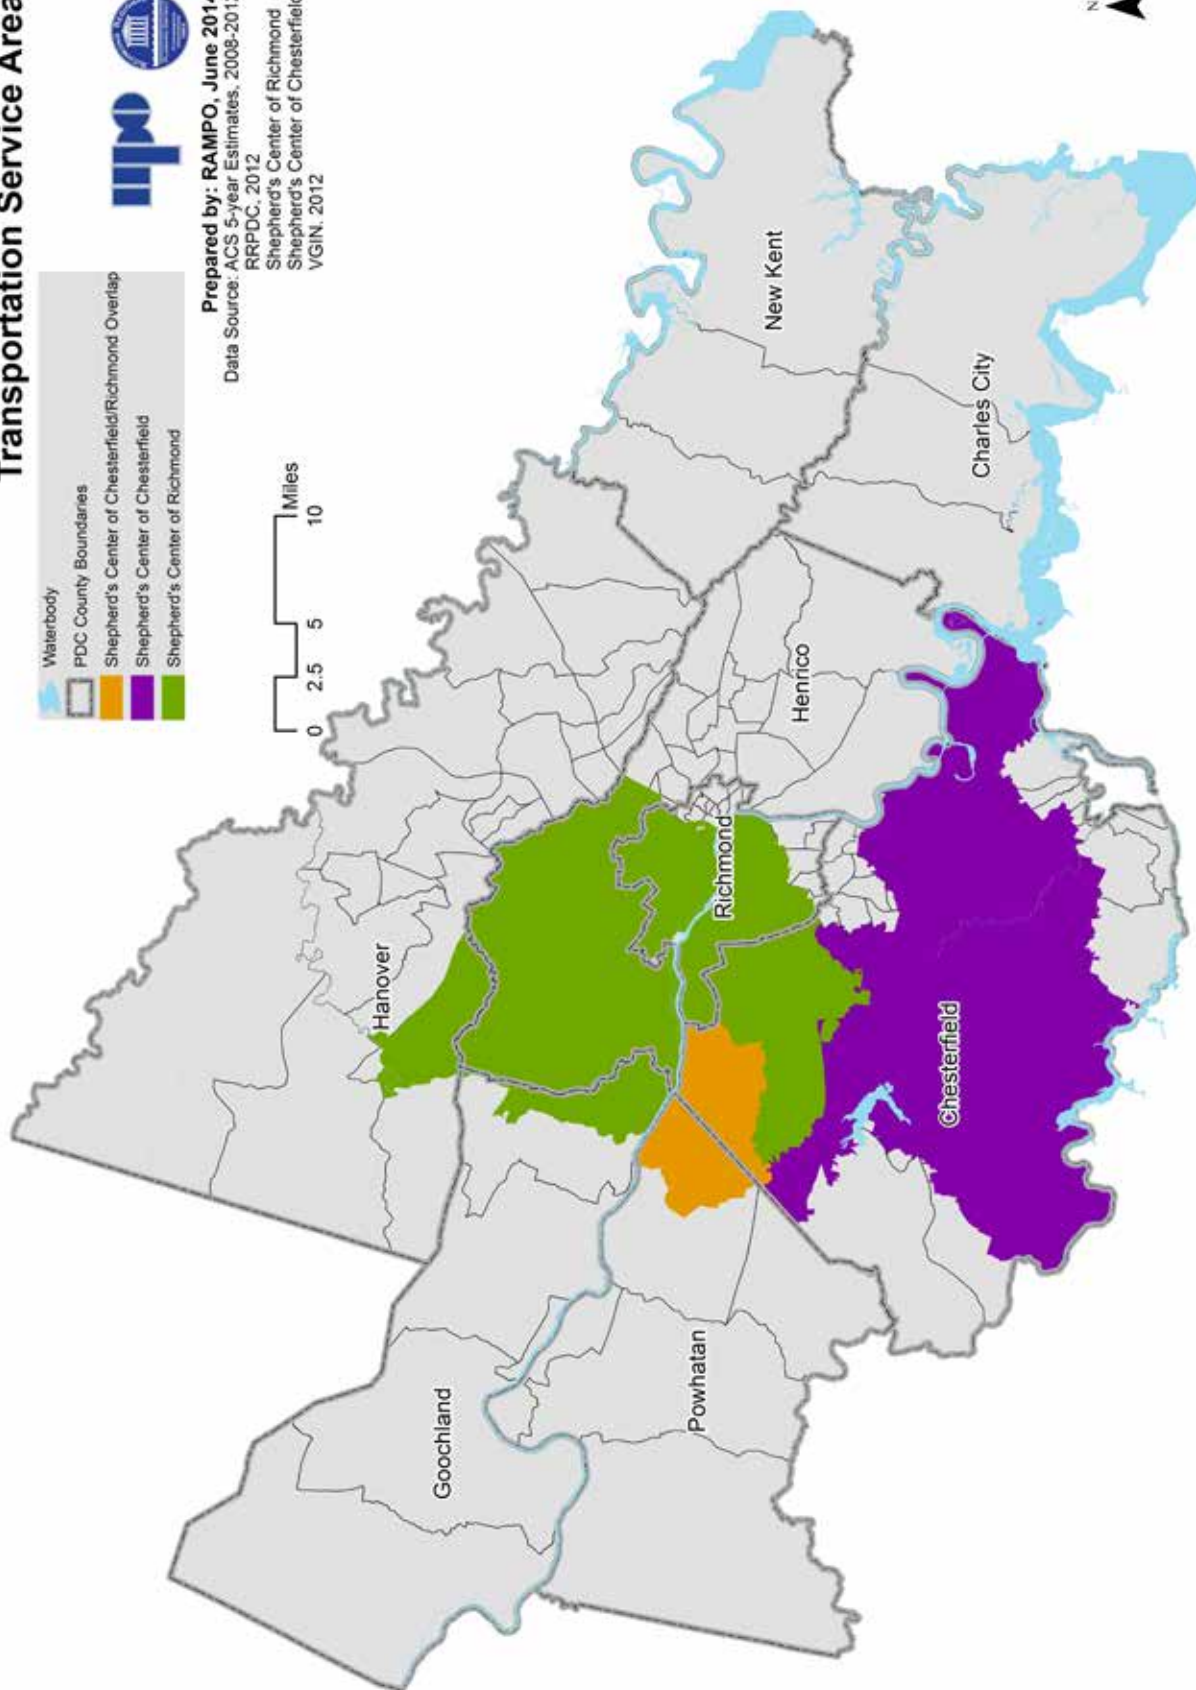 Transportation Service Area
Waterbody
PDC County Boundaries
Shepherd's Center of Chesterfield/Richmond Overlap
Shepherd's Center of Chesterfield
Shepherd's Center of Richmond
Prepared by: RAMPO, June 2014
Data Source: ACS 5-year Estimates, 2008-201
RRPDC, 2012
Shepherd's Center of Richmond
Shepherd's Center of Chesterfield
VGIN, 2012
0 2.5 5 10
Miles
N
Hanover
New Kent
Goochland
Henrico
Richmond
Charles City
Powhatan
Chesterfield